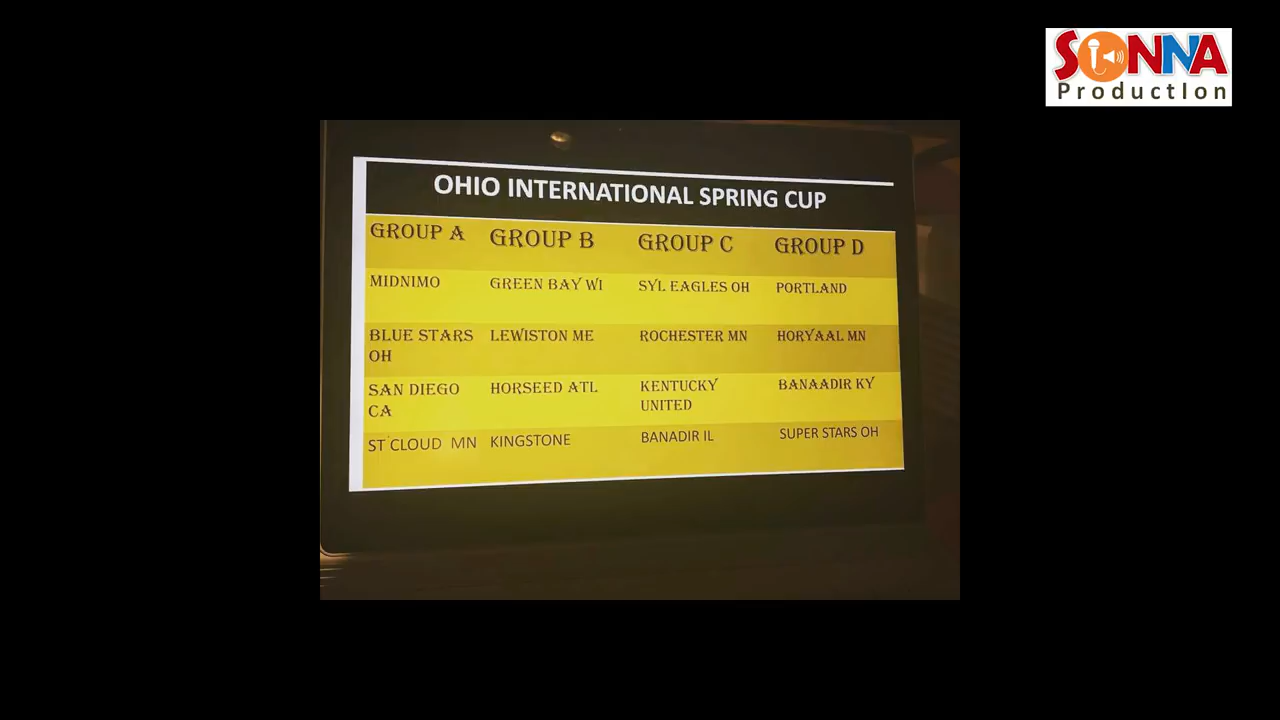 SONNA
ProductIon
OHIO INTERNATIONAL SPRING CUP
GROUP A GROUP B GROUP C GROUP D
MIDNIMO GREEN BAY WI SYL EAGLES OH PORTLAND
BLUE STARS OH LEWISTON ME ROCHESTER MN HORYAAL MN
SAN DIEGO CA HORSEED ATL KENTUCKY UNITED BANAADIR KY
ST CLOUD MN KINGSTONE BANADIR IL SUPER STARS OH